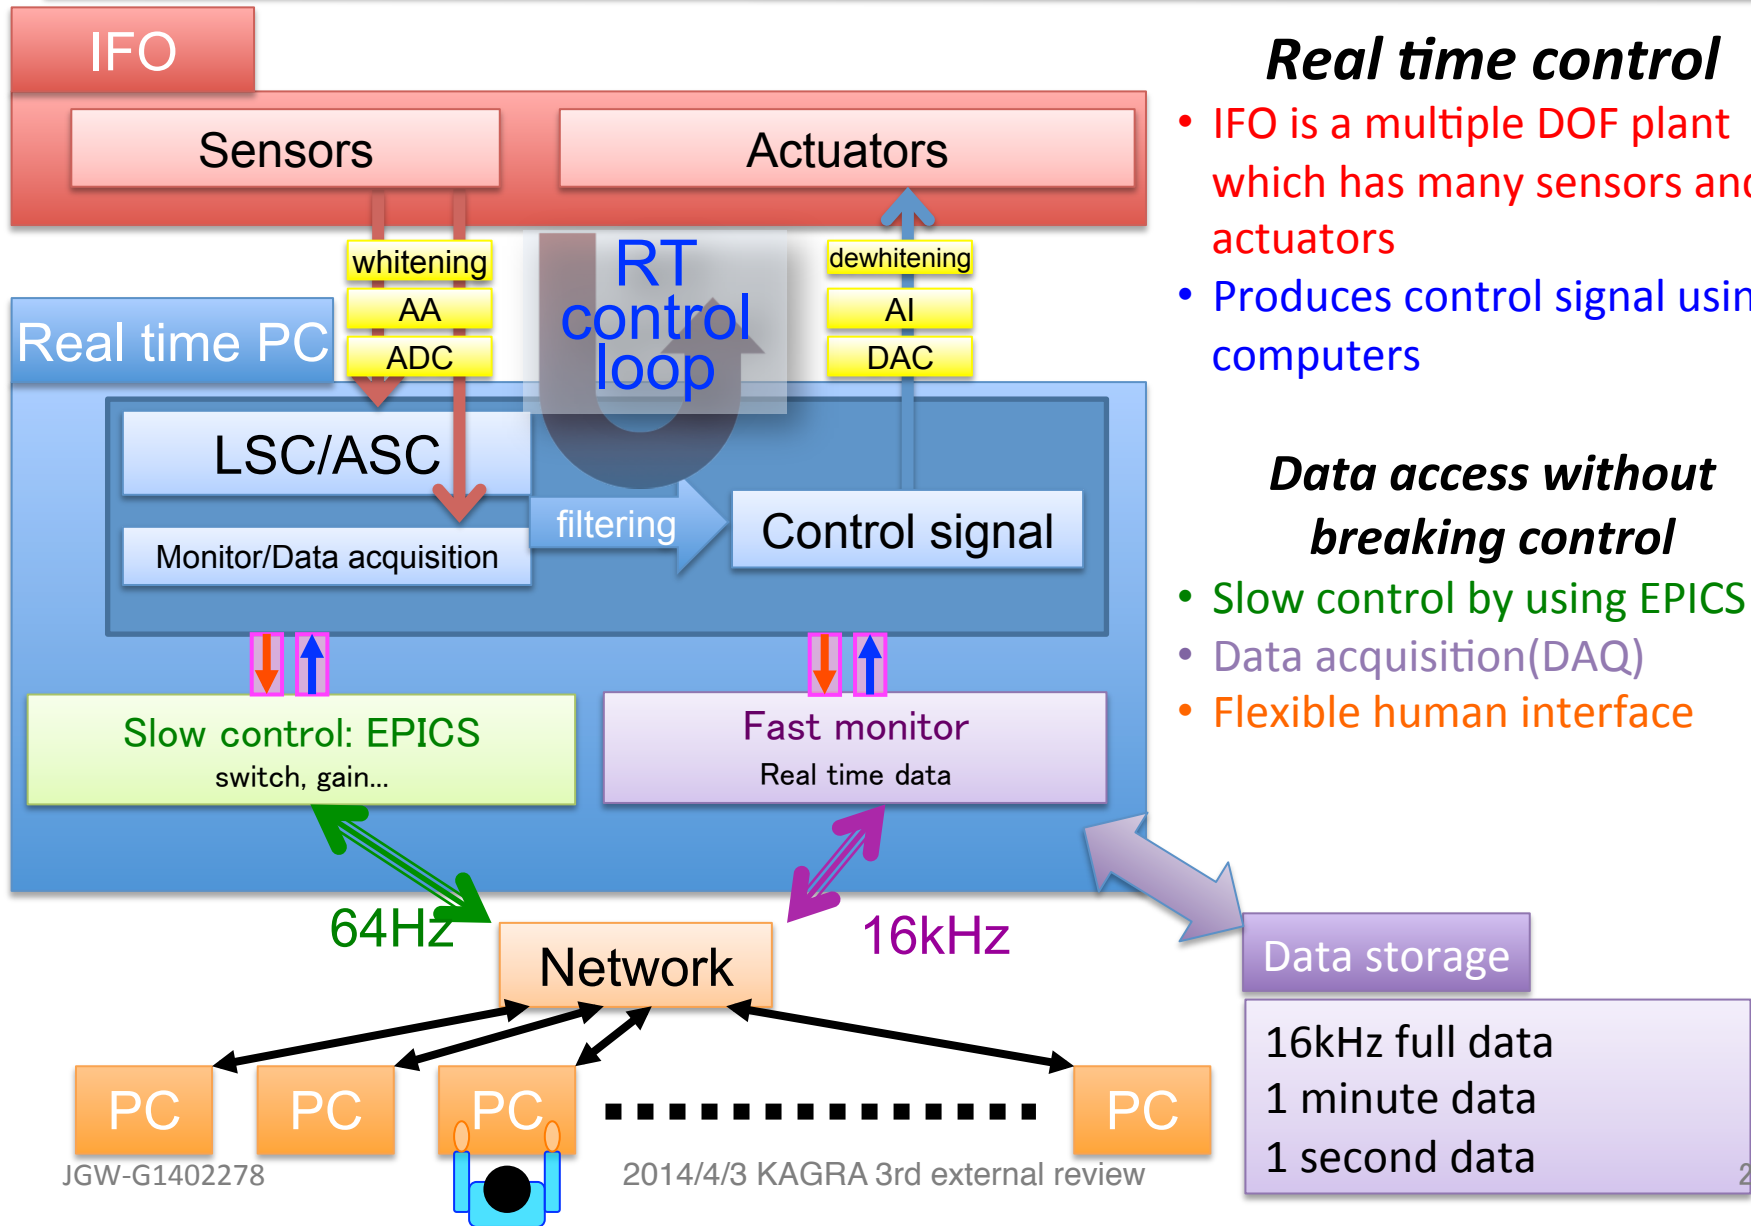 IFO
Sensors
Actuators
whitening
AA
ADC
RT
control
loop
dewhitening
AI
DAC
Real time PC
LSC/ASC
Monitor/Data acquisition
filtering
Control signal
Slow control: EPICS
switch, gain...
Fast monitor
Real time data
64Hz
16kHz
Network
PC
PC
PC
PC
Data storage
16kHz full data
1 minute data
1 second data
Real time control
• IFO is a multiple DOF plant
which has many sensors and
actuators
• Produces control signal usin
computers
Data access without
breaking control
• Slow control by using EPICS
• Data acquisition(DAQ)
• Flexible human interface
JGW-G1402278
2014/4/3 KAGRA 3rd external review
2